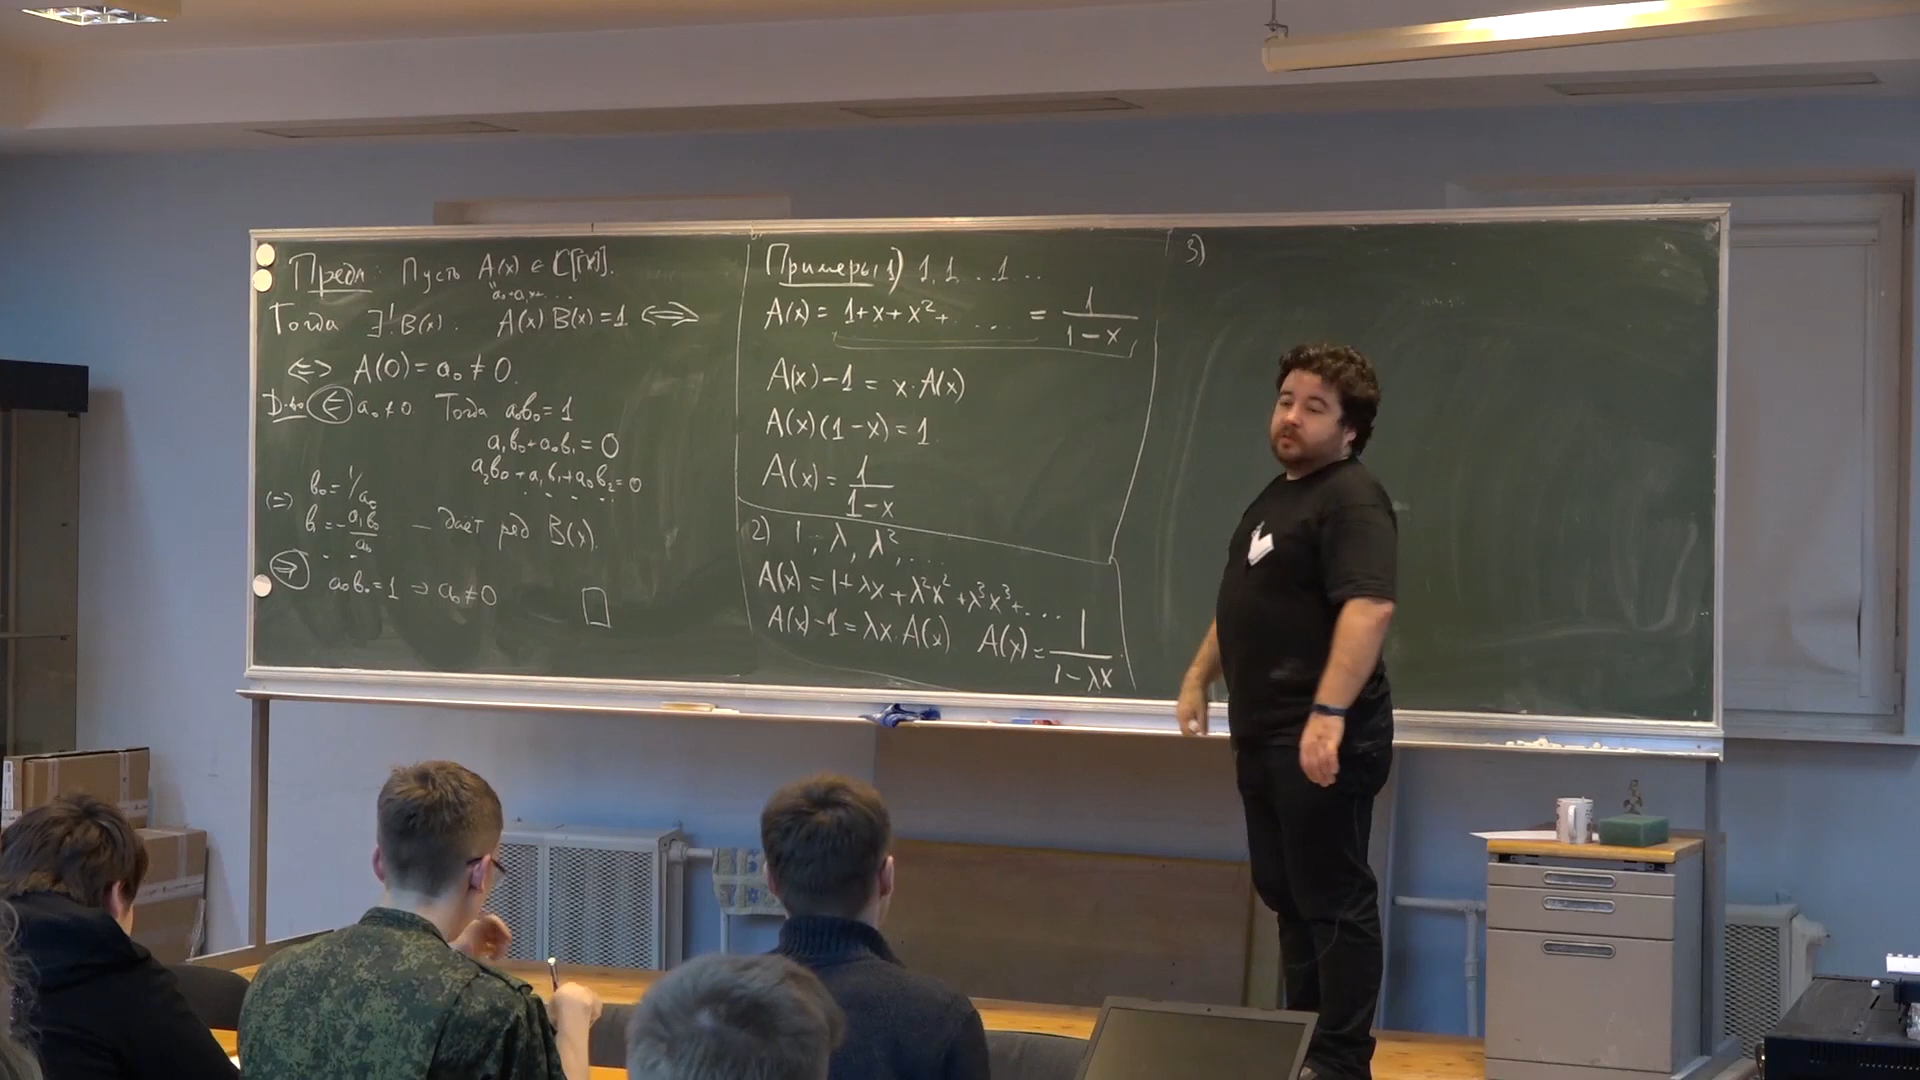 Предл: Пусть A(x) ∈ ℂ[[x]].
a₀+a₁x+...
Тогда ∃! B(x): A(x) B(x) = 1 ⟺
⟺ A(0) = a₀ ≠ 0.
Д-во ⇐ a₀ ≠ 0 Тогда a₀b₀ = 1
a₁b₀ + a₀b₁ = 0
a₂b₀ + a₁b₁ + a₀b₂ = 0
. . . .
b₀ = 1/a₀
b₁ = - a₁b₀/a₀ — даёт ряд B(x).
⇒ a₀b₀ = 1 ⇒ a₀ ≠ 0 □
Примеры 1) 1, 1, ... 1 ...
A(x) = 1 + x + x² + . . . . = 1/(1-x)
A(x) - 1 = x·A(x)
A(x)(1-x) = 1.
A(x) = 1/(1-x)
2) 1, λ, λ², ...
A(x) = 1 + λx + λ²x² + λ³x³ + ...
A(x) - 1 = λx·A(x) A(x) = 1/(1-λx)
3)